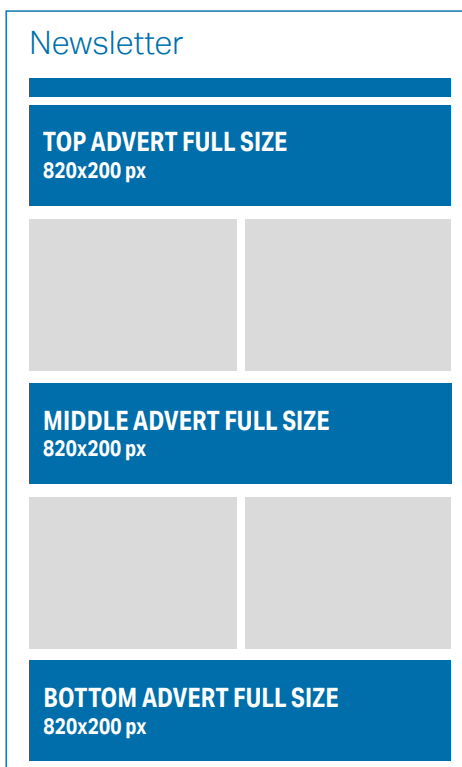 Newsletter
TOP ADVERT FULL SIZE
820x200 px
MIDDLE ADVERT FULL SIZE
820x200 px
BOTTOM ADVERT FULL SIZE
820x200 px